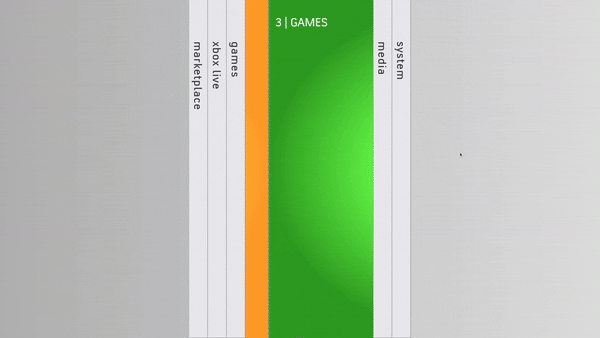 marketplace
xbox live
games
3 | GAMES
media
system